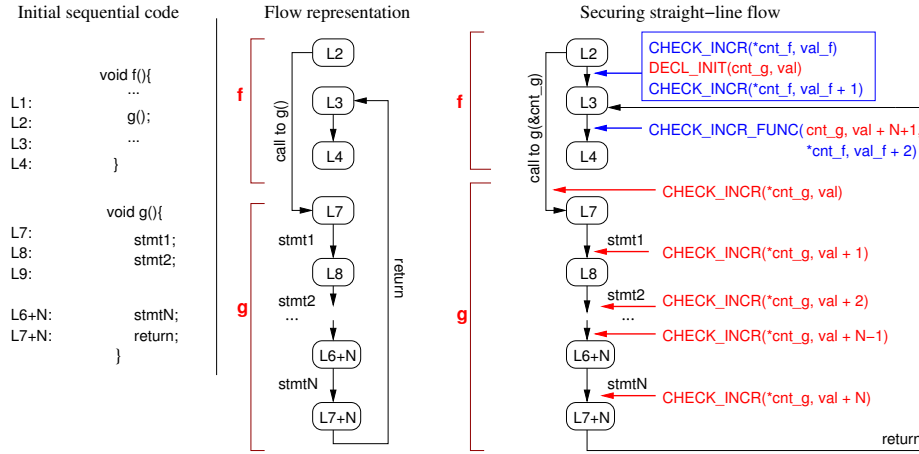 Initial sequential code
void f(){
...
L1:
L2: g();
L3: ...
L4: }
void g(){
L7: stmt1;
L8: stmt2;
L9:
L6+N: stmtN;
L7+N: return;
}
Flow representation
f
L2
L3
L4
call to g()
g
L7
stmt1
L8
stmt2
...
L6+N
stmtN
L7+N
return
Securing straight-line flow
f
L2
CHECK_INCR(*cnt_f, val_f)
DECL_INIT(cnt_g, val)
CHECK_INCR(*cnt_f, val_f + 1)
L3
CHECK_INCR_FUNC(cnt_g, val + N+1,
*cnt_f, val_f + 2)
L4
call to g(&cnt_g)
g
CHECK_INCR(*cnt_g, val)
L7
stmt1
CHECK_INCR(*cnt_g, val + 1)
L8
stmt2
CHECK_INCR(*cnt_g, val + 2)
...
CHECK_INCR(*cnt_g, val + N-1)
L6+N
stmtN
CHECK_INCR(*cnt_g, val + N)
L7+N
return